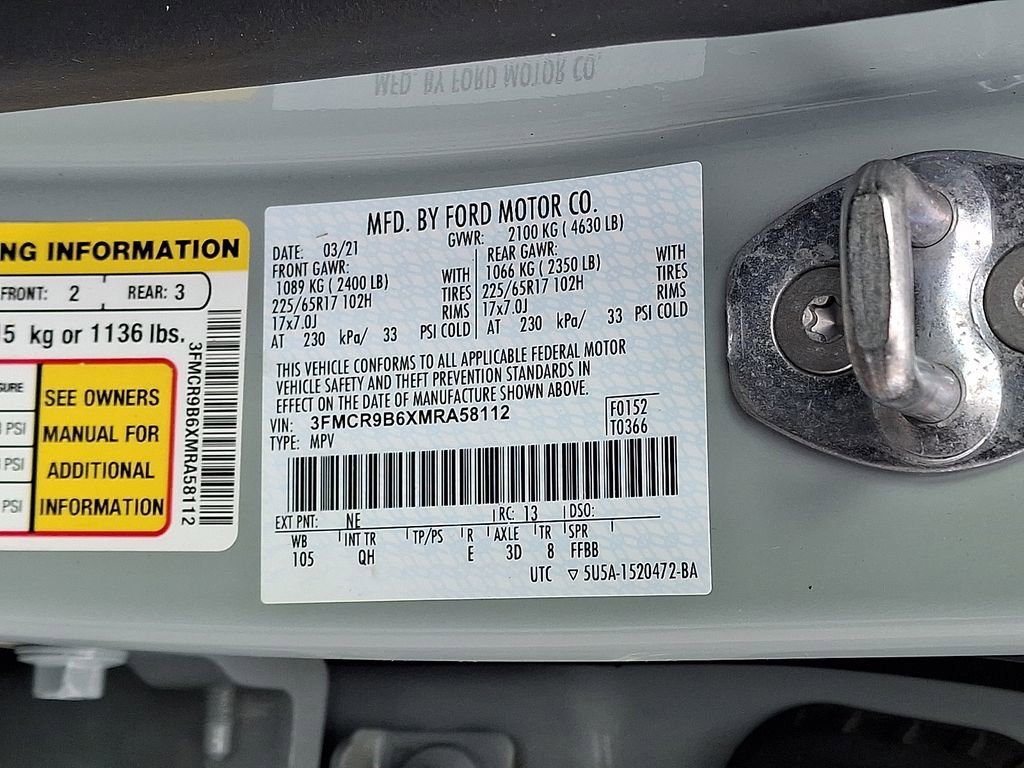 MFD. BY FORD MOTOR CO.
NG INFORMATION
FRONT: 2 REAR: 3
5 kg or 1136 lbs.
SURE
PSI
PSI
PSI
SEE OWNERS
MANUAL FOR
ADDITIONAL
INFORMATION
3FMCR9B6XMRA58112
MFD. BY FORD MOTOR CO.
DATE: 03/21 GVWR: 2100 KG ( 4630 LB)
FRONT GAWR:
1089 KG ( 2400 LB) WITH
225/65R17 102H TIRES
17x7.0J RIMS
AT 230 kPa/ 33 PSI COLD
REAR GAWR: WITH
1066 KG ( 2350 LB) TIRES
225/65R17 102H RIMS
17x7.0J
AT 230 kPa/ 33 PSI COLD
THIS VEHICLE CONFORMS TO ALL APPLICABLE FEDERAL MOTOR
VEHICLE SAFETY AND THEFT PREVENTION STANDARDS IN
EFFECT ON THE DATE OF MANUFACTURE SHOWN ABOVE.
VIN: 3FMCR9B6XMRA58112
TYPE: MPV
F0152
T0366
EXT PNT: NE RC: 13 DSO:
WB INT TR TP/PS R AXLE TR SPR
105 QH E 3D 8 FFBB
UTC ▽ 5U5A-1520472-BA